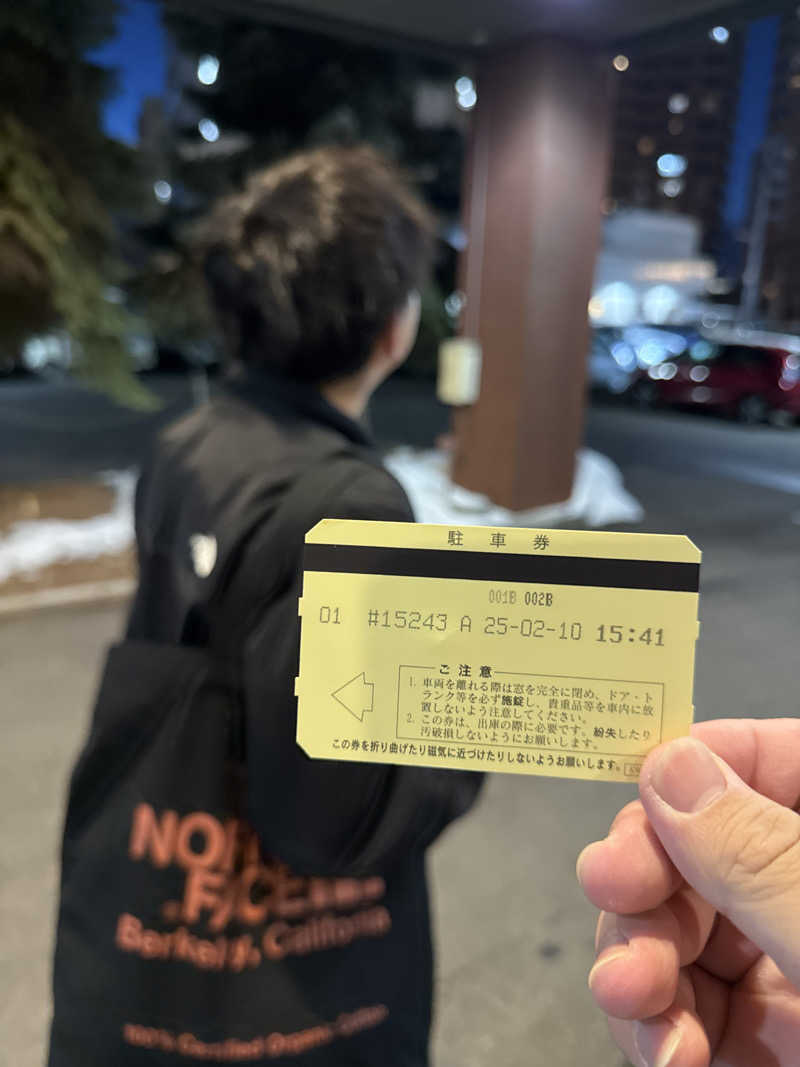 駐車券
001B 002B
01 #15243 A 25-02-10 15:41
ご注意
1. 車両を離れる際は窓を完全に閉め、ドア・ト
ランク等を必ず施錠し、貴重品等を車内に放
置しないよう注意してください。
2. この券は、出庫の際に必要です。紛失したり
汚破損しないようにお願いします。
この券を折り曲げたり磁気に近づけたりしないようお願いします。
NORTH
FACE
Berkeley, California
100% Certified Organic Cotton